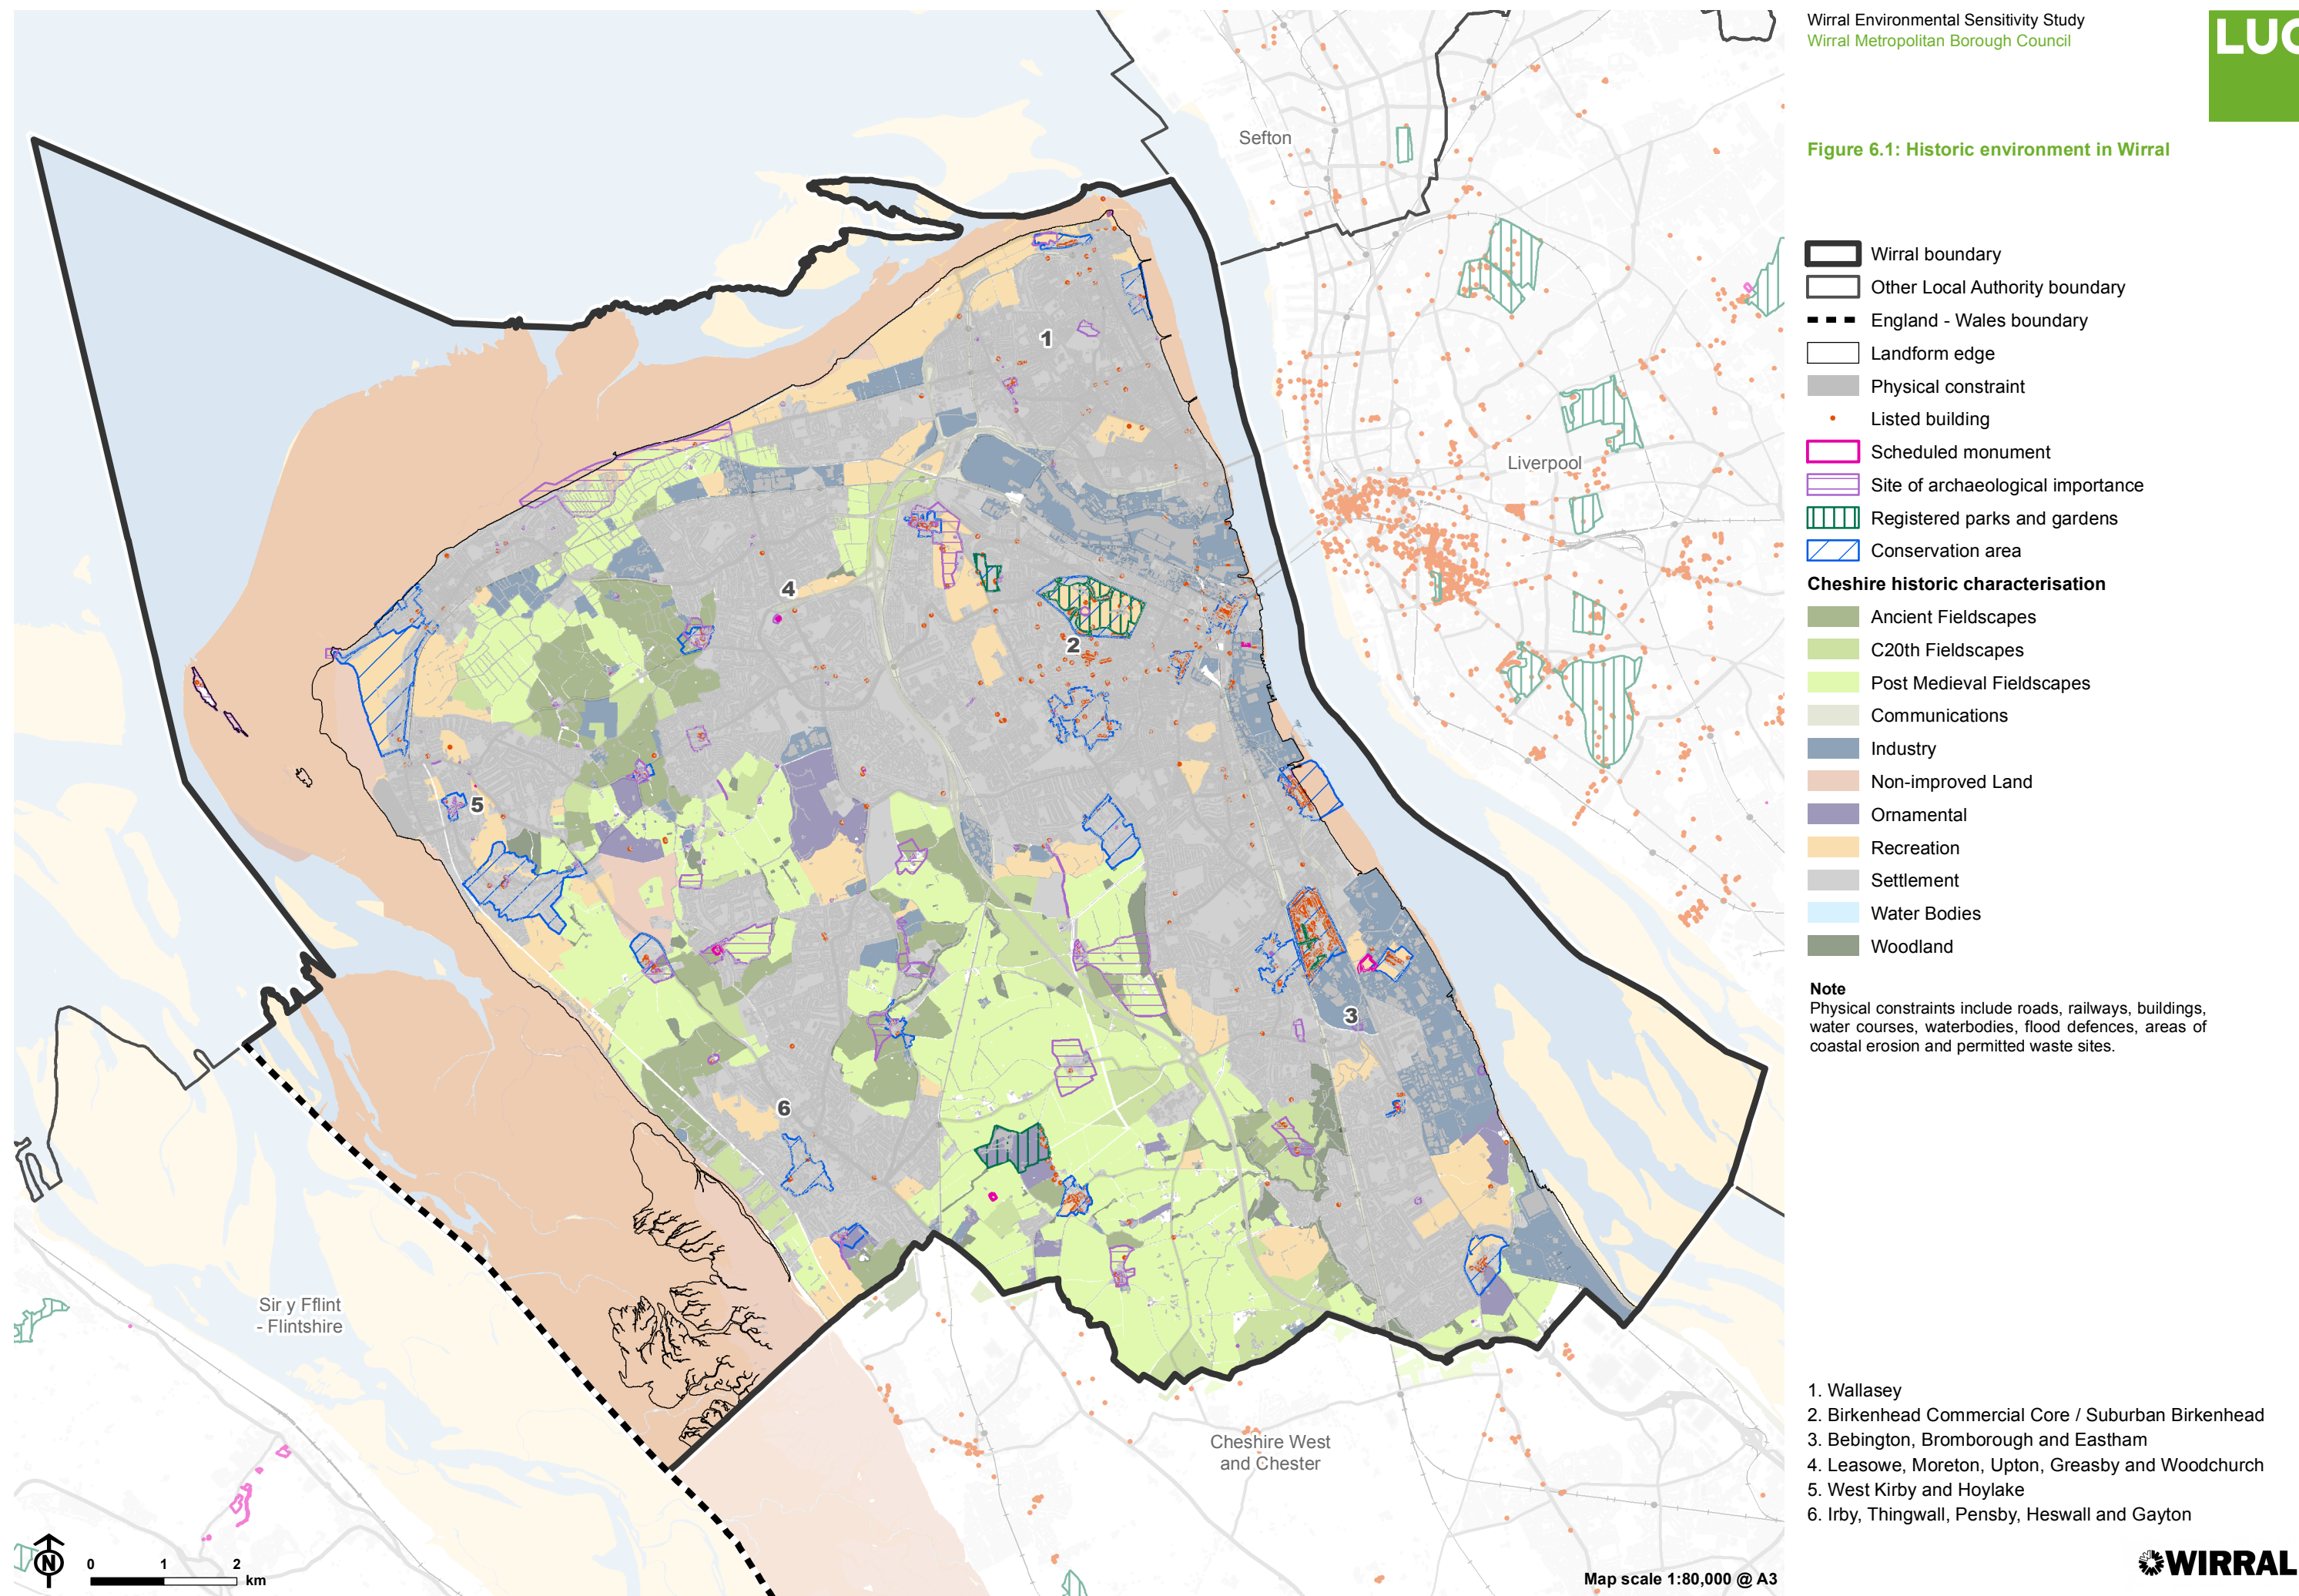 Wirral Environmental Sensitivity Study
Wirral Metropolitan Borough Council
LUC
Figure 6.1: Historic environment in Wirral
Wirral boundary
Other Local Authority boundary
England - Wales boundary
Landform edge
Physical constraint
Listed building
Scheduled monument
Site of archaeological importance
Registered parks and gardens
Conservation area
Cheshire historic characterisation
Ancient Fieldscapes
C20th Fieldscapes
Post Medieval Fieldscapes
Communications
Industry
Non-improved Land
Ornamental
Recreation
Settlement
Water Bodies
Woodland
Note
Physical constraints include roads, railways, buildings,
water courses, waterbodies, flood defences, areas of
coastal erosion and permitted waste sites.
1. Wallasey
2. Birkenhead Commercial Core / Suburban Birkenhead
3. Bebington, Bromborough and Eastham
4. Leasowe, Moreton, Upton, Greasby and Woodchurch
5. West Kirby and Hoylake
6. Irby, Thingwall, Pensby, Heswall and Gayton
WIRRAL
Sefton
1
Liverpool
4
2
5
3
6
Sir y Fflint
- Flintshire
Cheshire West
and Chester
N
0 1 2
km
Map scale 1:80,000 @ A3